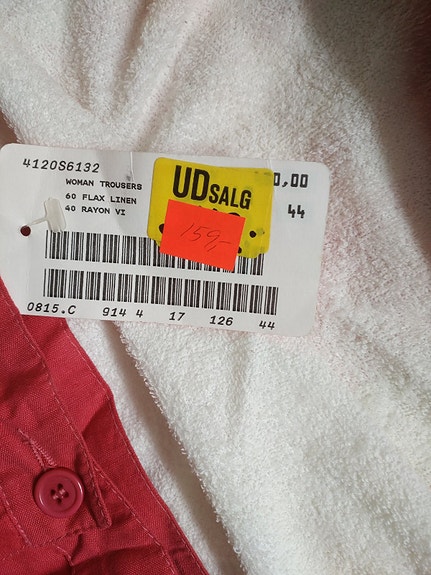 4120S6132
WOMAN TROUSERS
60 FLAX LINEN
40 RAYON VI
UDSALG
0,00
44
159,-
0815.C 914 4 17 126 44